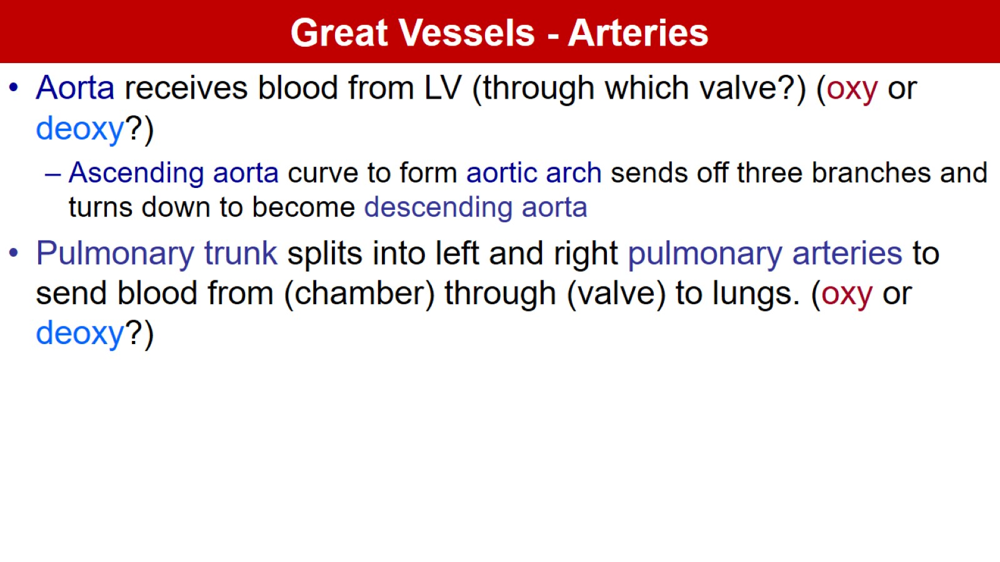 Great Vessels - Arteries
• Aorta receives blood from LV (through which valve?) (oxy or
deoxy?)
– Ascending aorta curve to form aortic arch sends off three branches and
turns down to become descending aorta
• Pulmonary trunk splits into left and right pulmonary arteries to
send blood from (chamber) through (valve) to lungs. (oxy or
deoxy?)